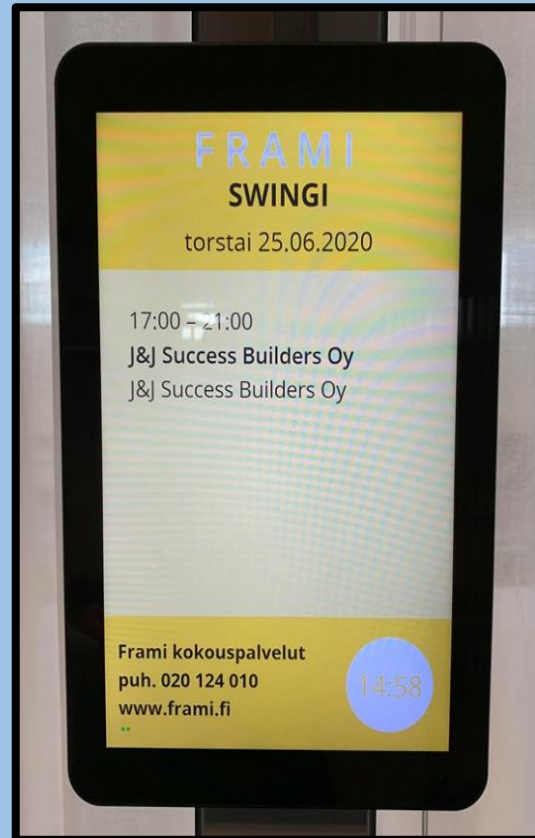 FRAMI
SWINGI
torstai 25.06.2020
17:00 – 21:00
J&J Success Builders Oy
J&J Success Builders Oy
Frami kokouspalvelut
puh. 020 124 010
www.frami.fi
14:58